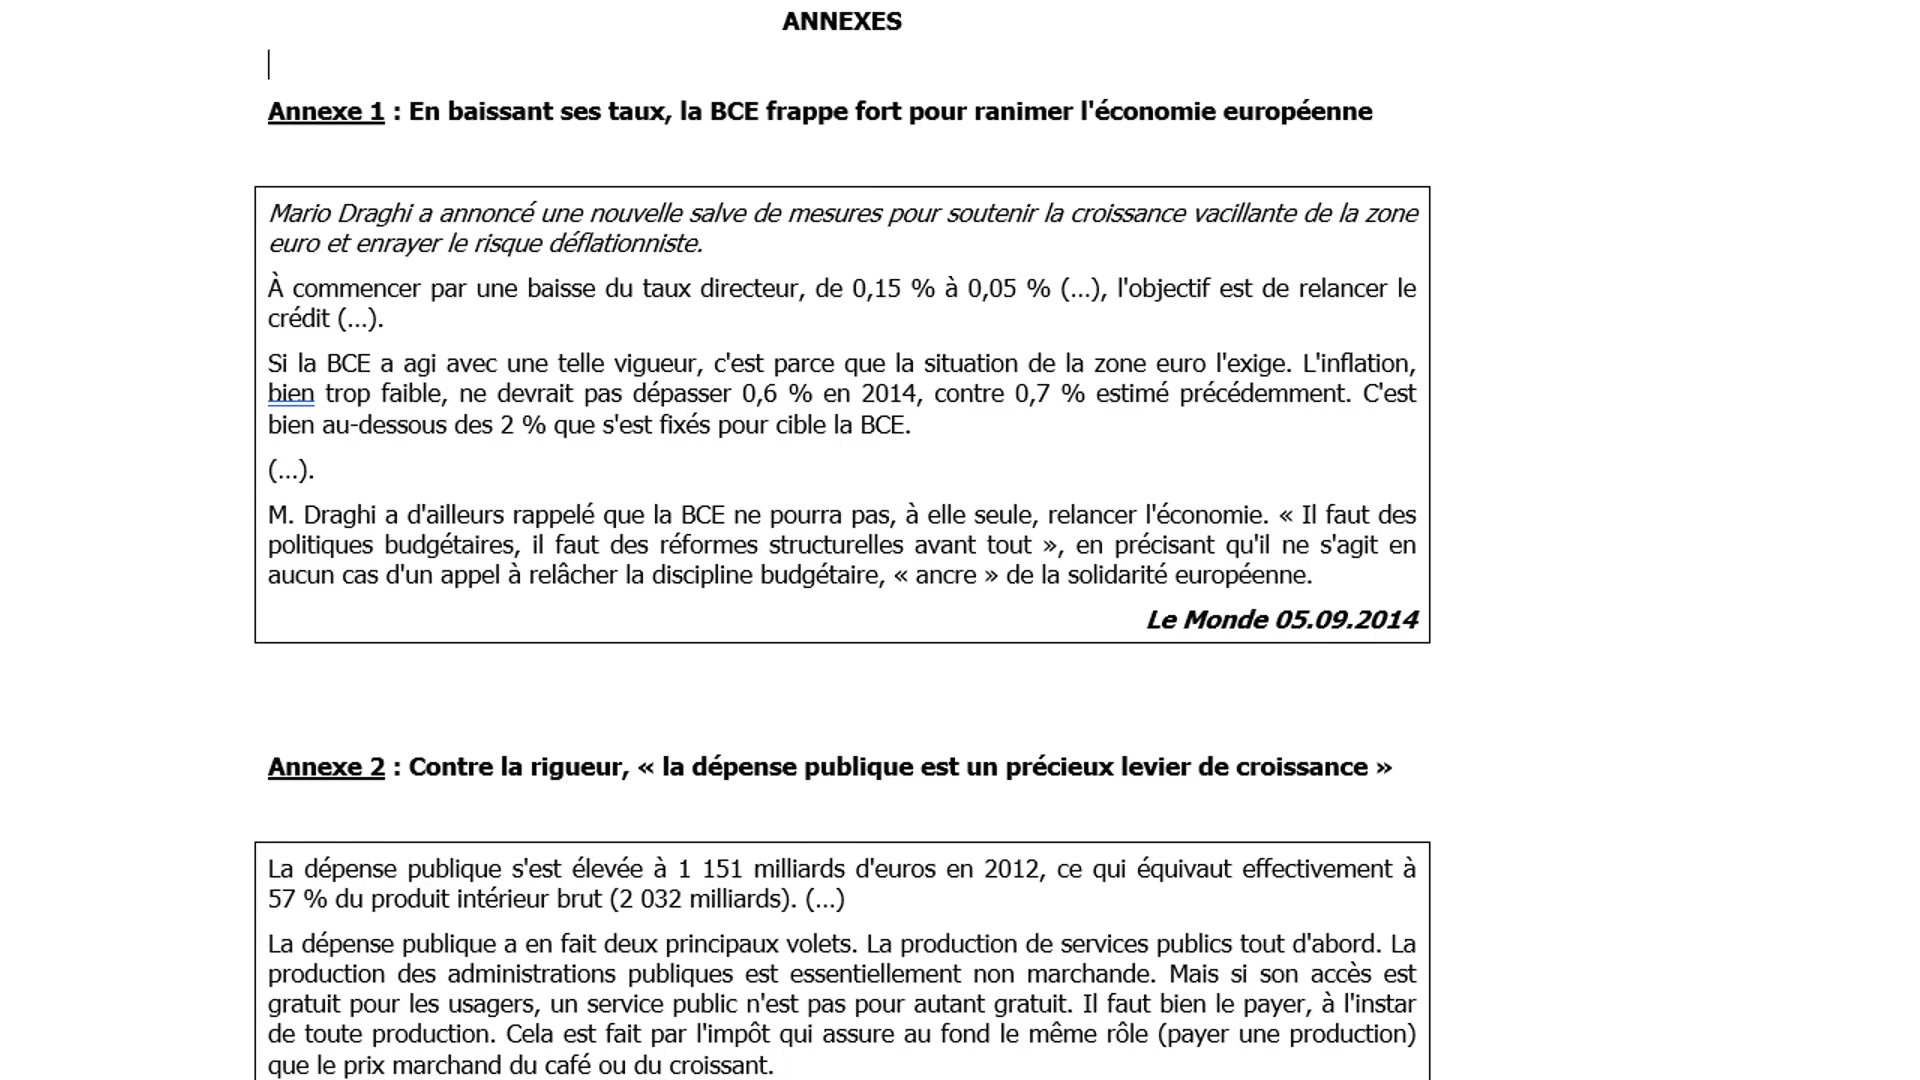 ANNEXES
Annexe 1 : En baissant ses taux, la BCE frappe fort pour ranimer l'économie européenne
Mario Draghi a annoncé une nouvelle salve de mesures pour soutenir la croissance vacillante de la zone
euro et enrayer le risque déflationniste.
À commencer par une baisse du taux directeur, de 0,15 % à 0,05 % (...), l'objectif est de relancer le
crédit (...).
Si la BCE a agi avec une telle vigueur, c'est parce que la situation de la zone euro l'exige. L'inflation,
bien trop faible, ne devrait pas dépasser 0,6 % en 2014, contre 0,7 % estimé précédemment. C'est
bien au-dessous des 2 % que s'est fixés pour cible la BCE.
(...).
M. Draghi a d'ailleurs rappelé que la BCE ne pourra pas, à elle seule, relancer l'économie. « Il faut des
politiques budgétaires, il faut des réformes structurelles avant tout », en précisant qu'il ne s'agit en
aucun cas d'un appel à relâcher la discipline budgétaire, « ancre » de la solidarité européenne.
Le Monde 05.09.2014
Annexe 2 : Contre la rigueur, « la dépense publique est un précieux levier de croissance »
La dépense publique s'est élevée à 1 151 milliards d'euros en 2012, ce qui équivaut effectivement à
57 % du produit intérieur brut (2 032 milliards). (...)
La dépense publique a en fait deux principaux volets. La production de services publics tout d'abord. La
production des administrations publiques est essentiellement non marchande. Mais si son accès est
gratuit pour les usagers, un service public n'est pas pour autant gratuit. Il faut bien le payer, à l'instar
de toute production. Cela est fait par l'impôt qui assure au fond le même rôle (payer une production)
que le prix marchand du café ou du croissant.